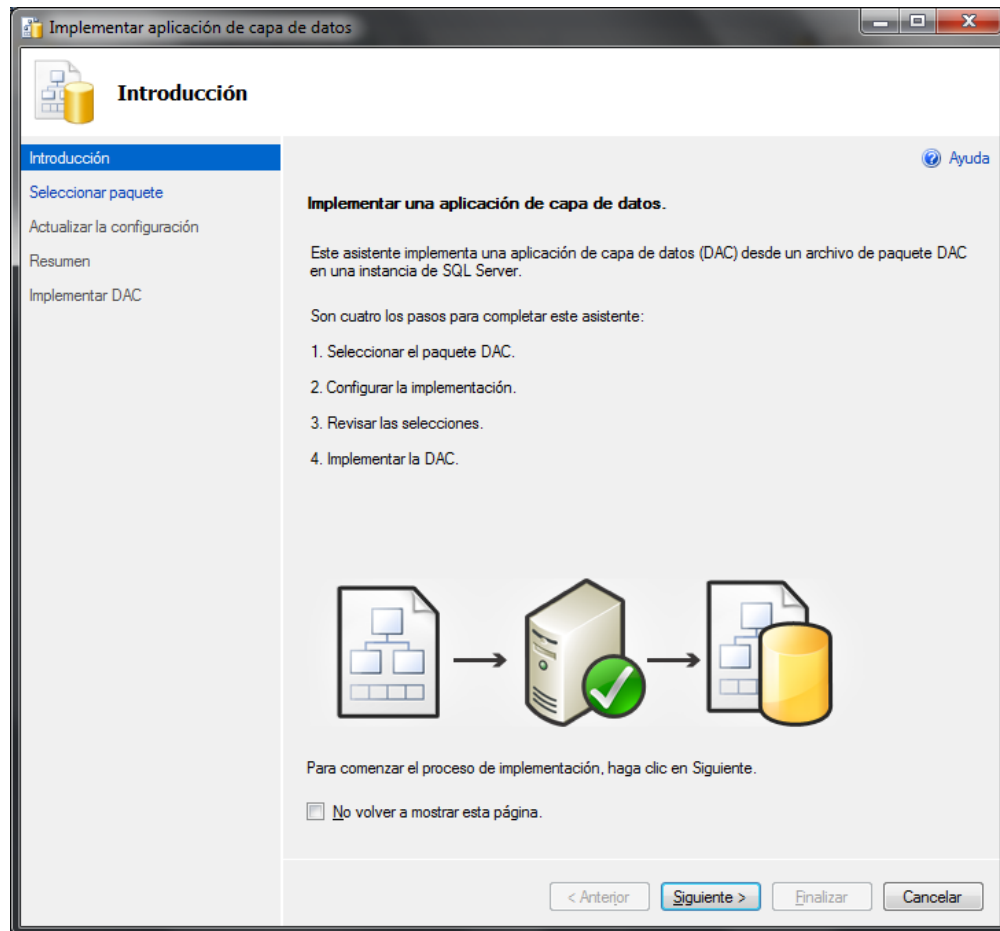 Implementar aplicación de capa de datos
Introducción
Introducción
Seleccionar paquete
Actualizar la configuración
Resumen
Implementar DAC
Ayuda
Implementar una aplicación de capa de datos.
Este asistente implementa una aplicación de capa de datos (DAC) desde un archivo de paquete DAC
en una instancia de SQL Server.
Son cuatro los pasos para completar este asistente:
1. Seleccionar el paquete DAC.
2. Configurar la implementación.
3. Revisar las selecciones.
4. Implementar la DAC.
Para comenzar el proceso de implementación, haga clic en Siguiente.
No volver a mostrar esta página.
< Anterior
Siguiente >
Finalizar
Cancelar